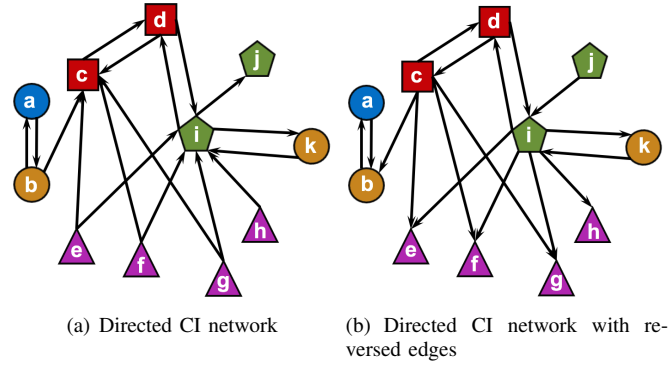 d
c
j
a
i
k
b
h
e
f
g
(a) Directed CI network
d
c
j
a
i
k
b
h
e
f
g
(b) Directed CI network with re-
versed edges